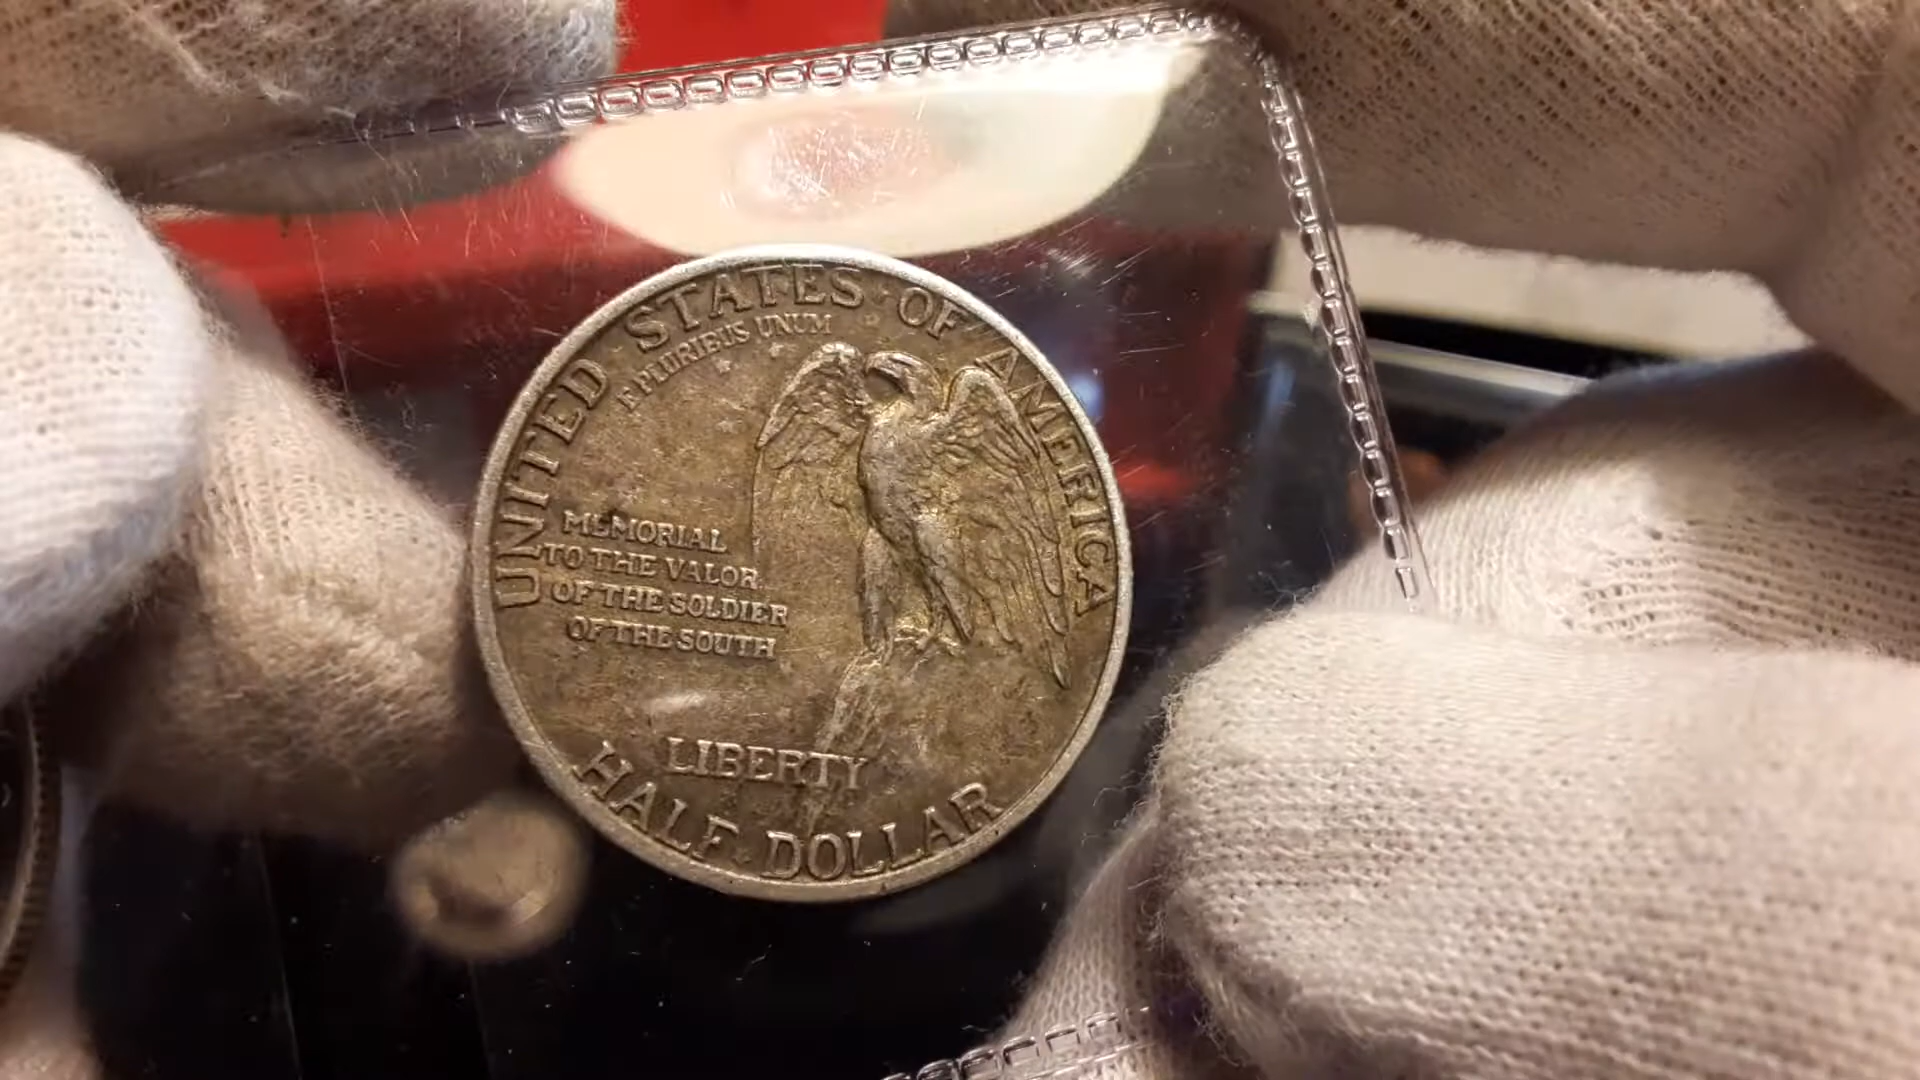 UNITED STATES OF AMERICA
E PLURIBUS UNUM
MEMORIAL
TO THE VALOR
OF THE SOLDIER
OF THE SOUTH
LIBERTY
HALF DOLLAR